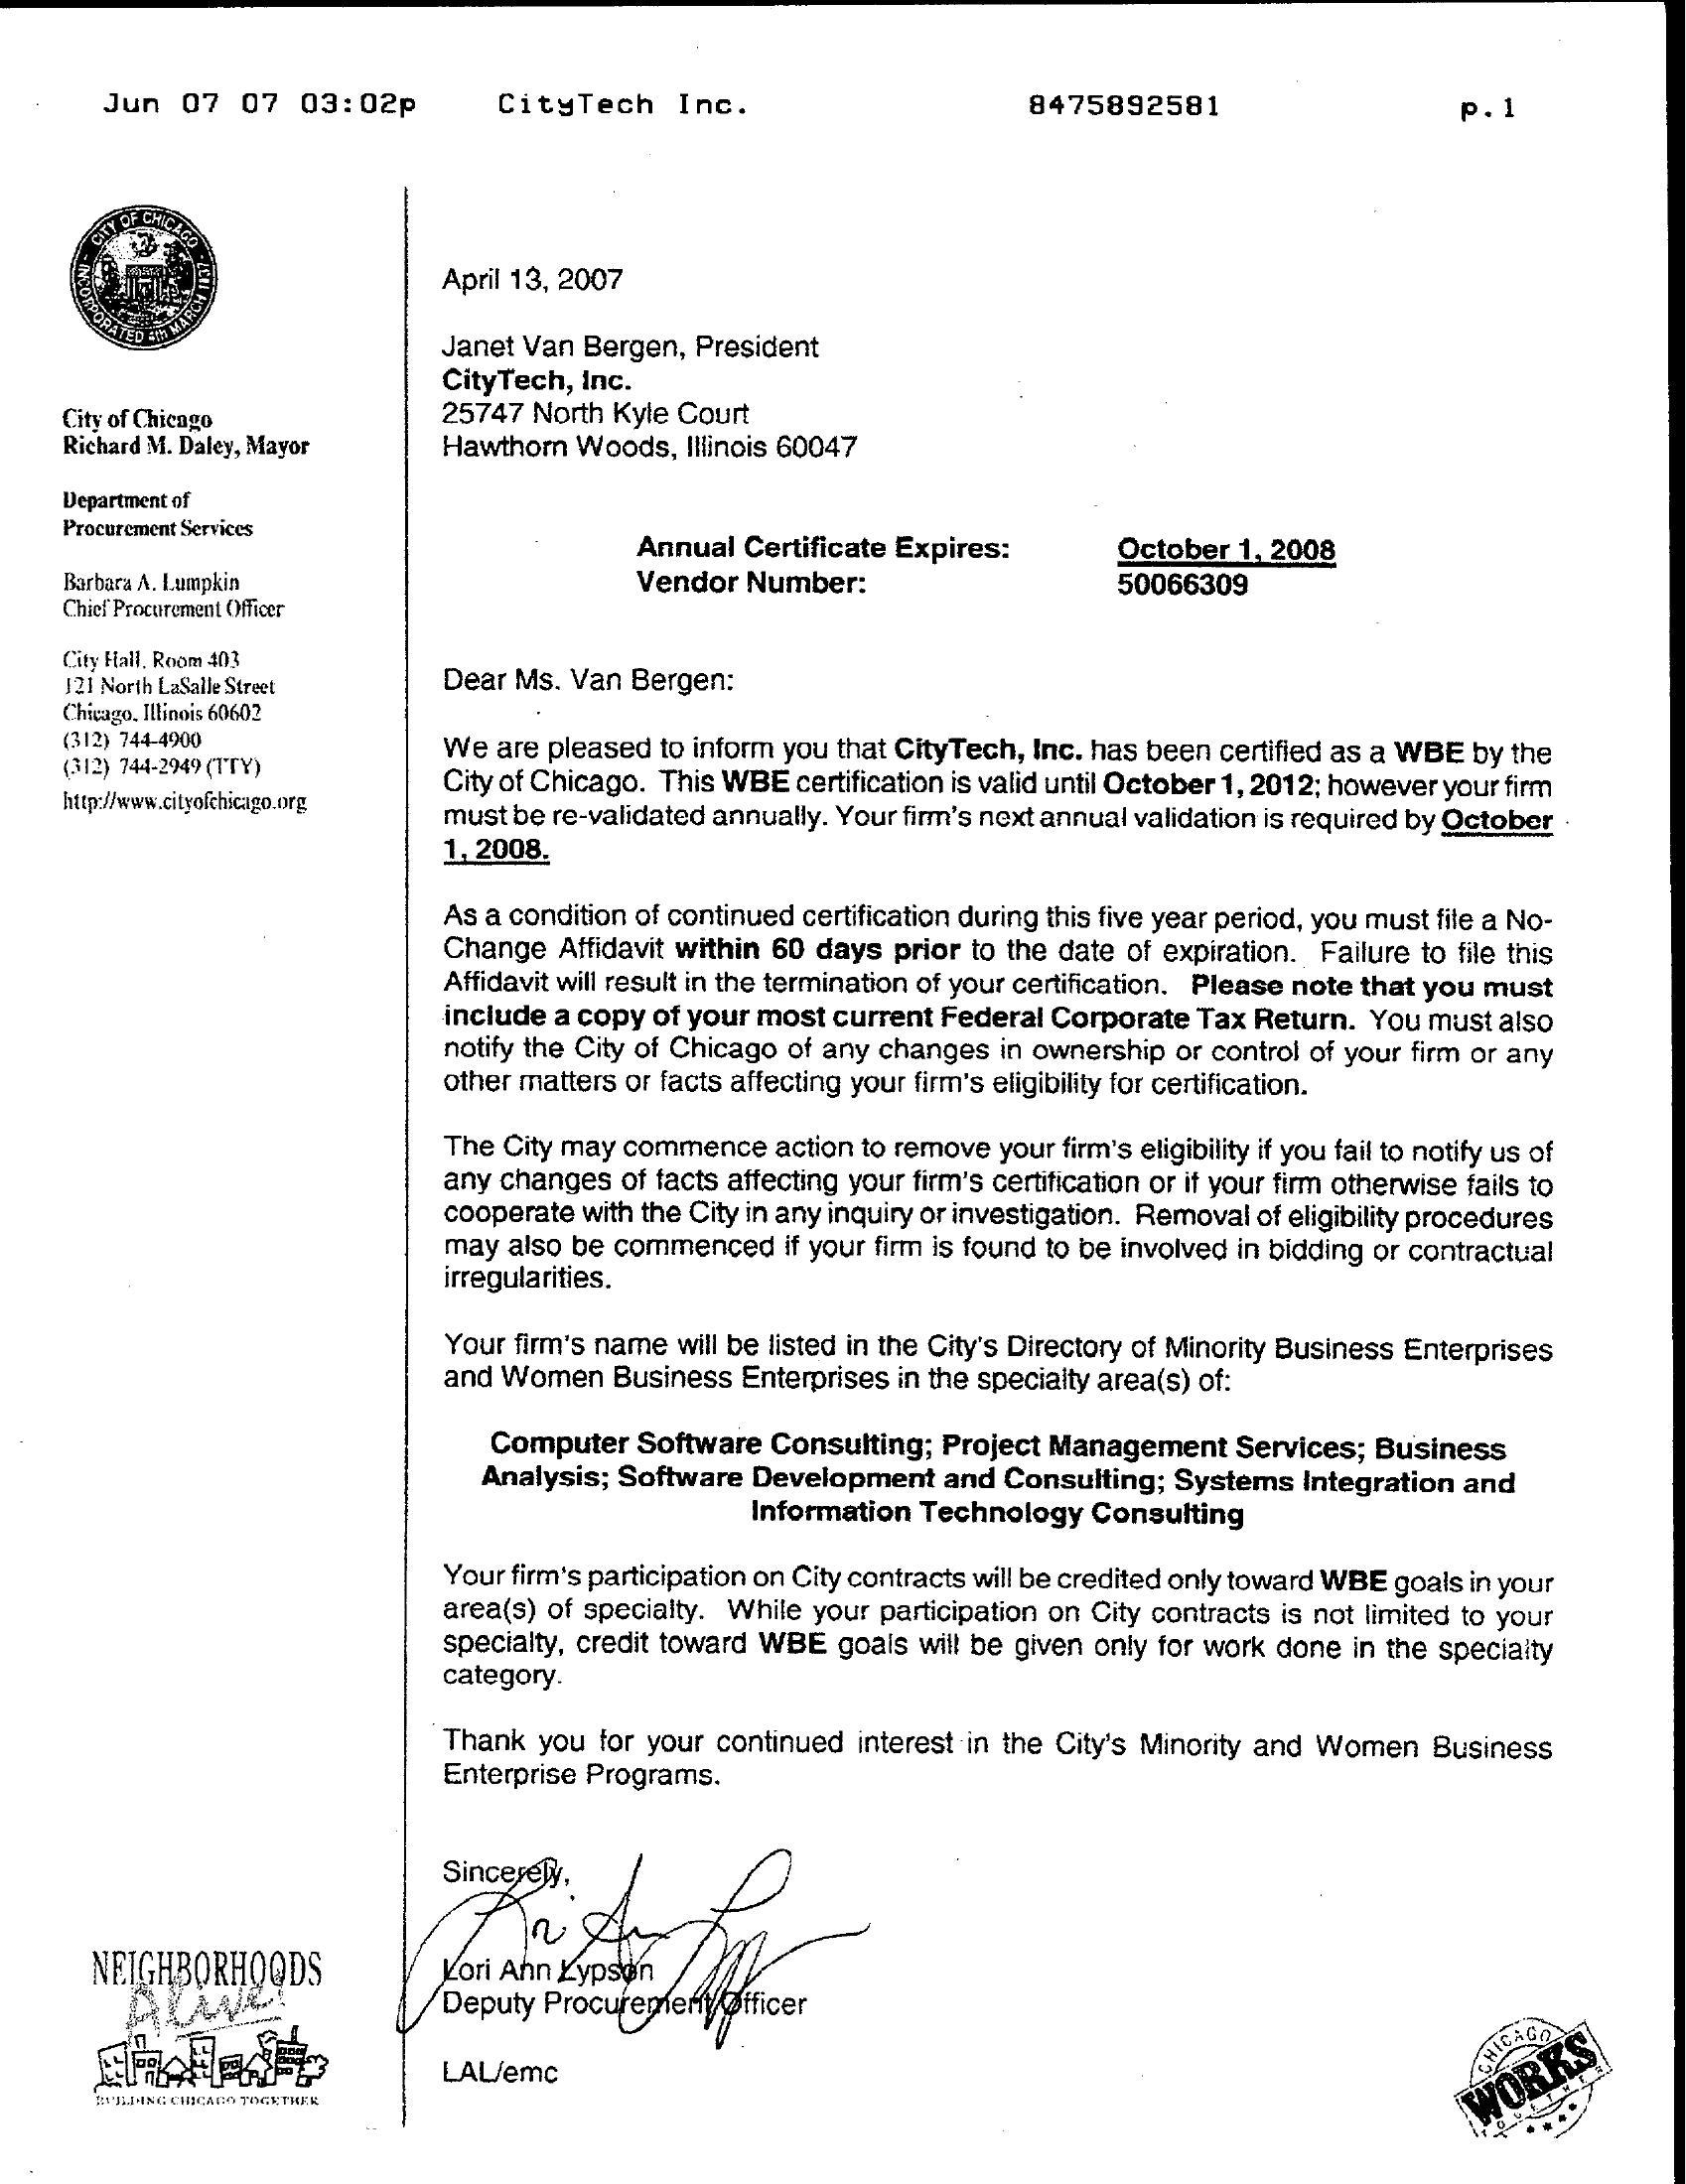 Jun 07 07 03:02p CityTech Inc. 8475892581 p.1
CITY OF CHICAGO
INCORPORATED 4th MARCH 1837
City of Chicago
Richard M. Daley, Mayor
Department of
Procurement Services
Barbara A. Lumpkin
Chief Procurement Officer
City Hall, Room 403
121 North LaSalle Street
Chicago, Illinois 60602
(312) 744-4900
(312) 744-2949 (TTY)
http://www.cityofchicago.org
April 13, 2007
Janet Van Bergen, President
CityTech, Inc.
25747 North Kyle Court
Hawthorn Woods, Illinois 60047
Annual Certificate Expires: October 1, 2008
Vendor Number: 50066309
Dear Ms. Van Bergen:
We are pleased to inform you that CityTech, Inc. has been certified as a WBE by the
City of Chicago. This WBE certification is valid until October 1, 2012; however your firm
must be re-validated annually. Your firm's next annual validation is required by October
1, 2008.
As a condition of continued certification during this five year period, you must file a No-
Change Affidavit within 60 days prior to the date of expiration. Failure to file this
Affidavit will result in the termination of your certification. Please note that you must
include a copy of your most current Federal Corporate Tax Return. You must also
notify the City of Chicago of any changes in ownership or control of your firm or any
other matters or facts affecting your firm's eligibility for certification.
The City may commence action to remove your firm's eligibility if you fail to notify us of
any changes of facts affecting your firm's certification or if your firm otherwise fails to
cooperate with the City in any inquiry or investigation. Removal of eligibility procedures
may also be commenced if your firm is found to be involved in bidding or contractual
irregularities.
Your firm's name will be listed in the City's Directory of Minority Business Enterprises
and Women Business Enterprises in the specialty area(s) of:
Computer Software Consulting; Project Management Services; Business
Analysis; Software Development and Consulting; Systems Integration and
Information Technology Consulting
Your firm's participation on City contracts will be credited only toward WBE goals in your
area(s) of specialty. While your participation on City contracts is not limited to your
specialty, credit toward WBE goals will be given only for work done in the specialty
category.
Thank you for your continued interest in the City's Minority and Women Business
Enterprise Programs.
Sincerely,
Lori Ann Lypson
Deputy Procurement Officer
LAL/emc
NEIGHBORHOODS
Alive!
BUILDING CHICAGO TOGETHER
CHICAGO
WORKS
TOGETHER